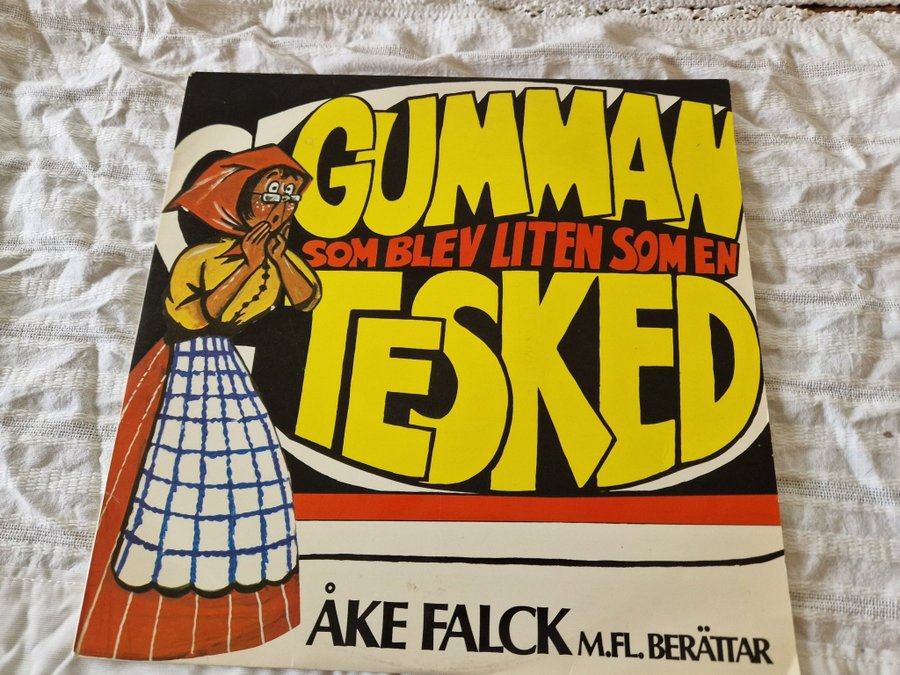 GUMMAN
SOM BLEV LITEN SOM EN
TESKED
ÅKE FALCK M.FL. BERÄTTAR